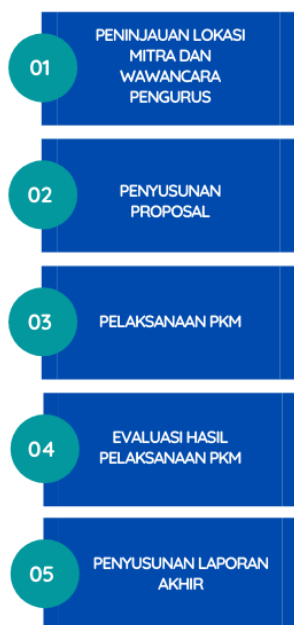 01
PENINJAUAN LOKASI
MITRA DAN
WAWANCARA
PENGURUS
02
PENYUSUNAN
PROPOSAL
03
PELAKSANAAN PKM
04
EVALUASI HASIL
PELAKSANAAN PKM
05
PENYUSUNAN LAPORAN
AKHIR